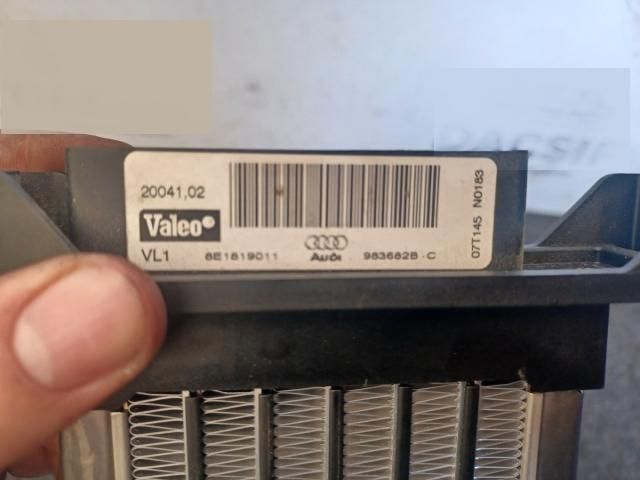 20041,02
Valeo
VL1 8E1819011 Audi 983682B-C
07T145 N0183